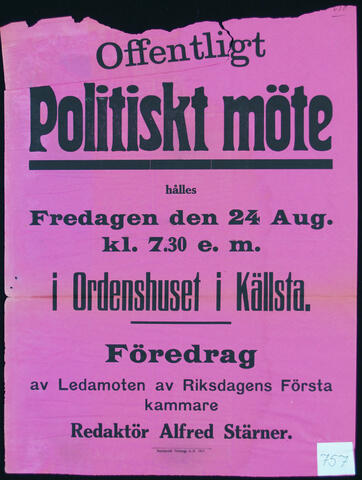 Offentligt
Politiskt möte
hålles
Fredagen den 24 Aug.
kl. 7.30 e. m.
i Ordenshuset i Källsta.
Föredrag
av Ledamoten av Riksdagens Första
kammare
Redaktör Alfred Stärner.
757